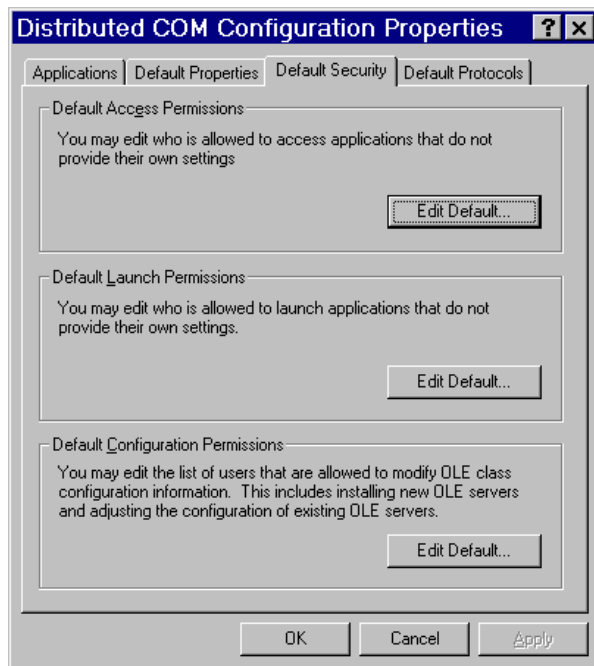 Distributed COM Configuration Properties
Applications
Default Properties
Default Security
Default Protocols
Default Access Permissions
You may edit who is allowed to access applications that do not
provide their own settings
Edit Default...
Default Launch Permissions
You may edit who is allowed to launch applications that do not
provide their own settings.
Edit Default...
Default Configuration Permissions
You may edit the list of users that are allowed to modify OLE class
configuration information.  This includes installing new OLE servers
and adjusting the configuration of existing OLE servers.
Edit Default...
OK
Cancel
Apply